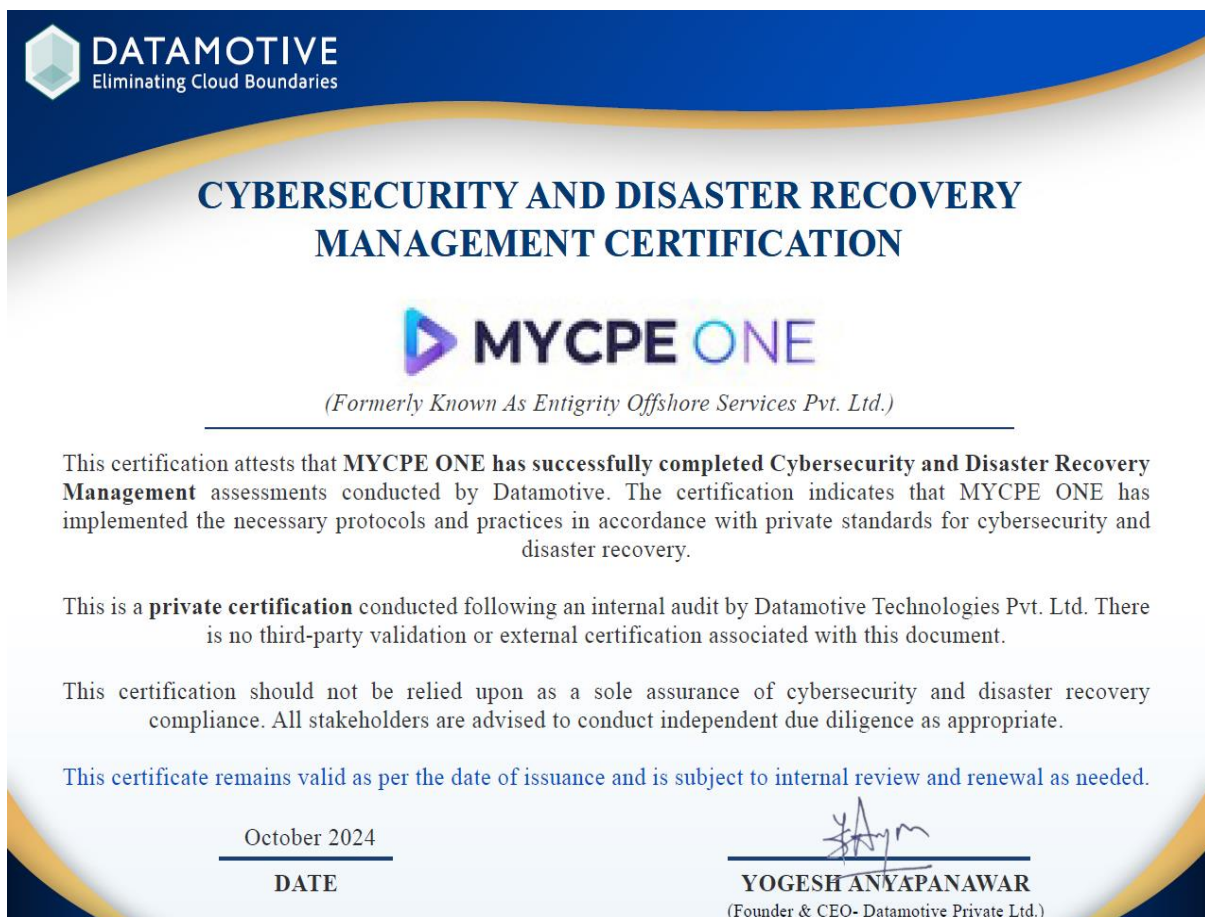 DATAMOTIVE
Eliminating Cloud Boundaries
CYBERSECURITY AND DISASTER RECOVERY
MANAGEMENT CERTIFICATION
MYCPE ONE
(Formerly Known As Entigrity Offshore Services Pvt. Ltd.)
This certification attests that MYCPE ONE has successfully completed Cybersecurity and Disaster Recovery
Management assessments conducted by Datamotive. The certification indicates that MYCPE ONE has
implemented the necessary protocols and practices in accordance with private standards for cybersecurity and
disaster recovery.
This is a private certification conducted following an internal audit by Datamotive Technologies Pvt. Ltd. There
is no third-party validation or external certification associated with this document.
This certification should not be relied upon as a sole assurance of cybersecurity and disaster recovery
compliance. All stakeholders are advised to conduct independent due diligence as appropriate.
This certificate remains valid as per the date of issuance and is subject to internal review and renewal as needed.
October 2024
DATE
YOGESH ANYAPANAWAR
(Founder & CEO- Datamotive Private Ltd.)